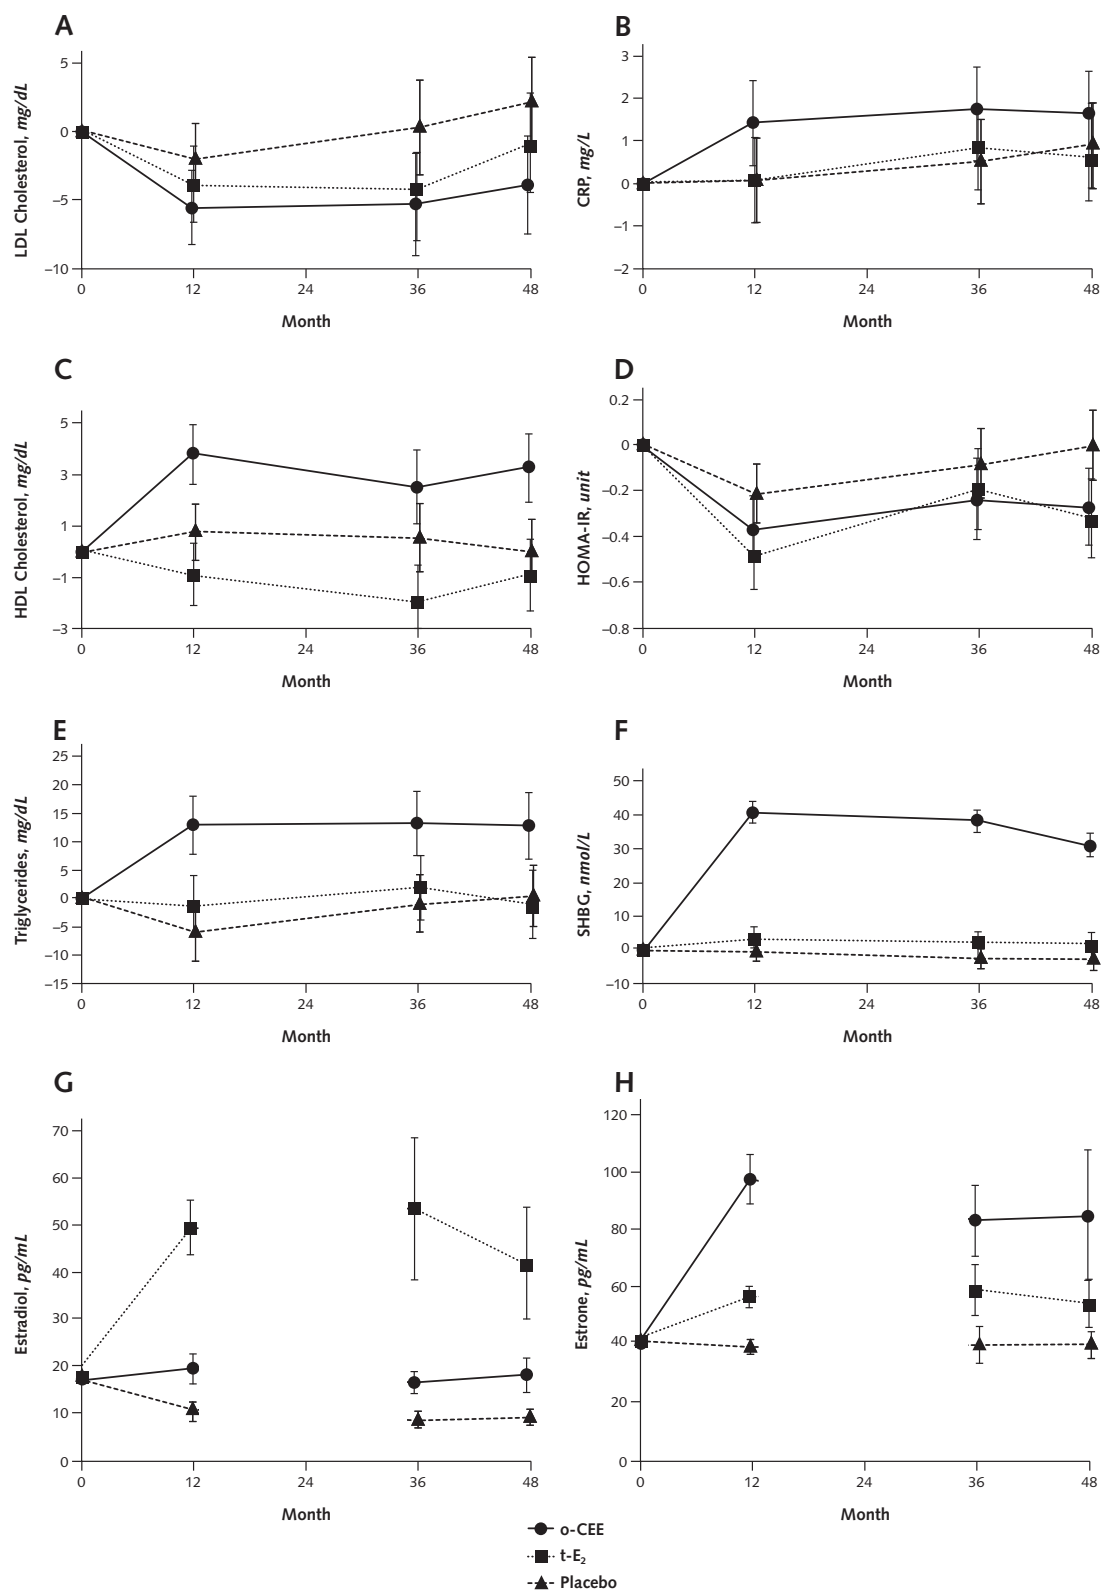 A
LDL Cholesterol, mg/dL
5
0
–5
–10
0 12 24 36 48
Month
B
CRP, mg/L
3
2
1
0
–1
–2
0 12 24 36 48
Month
C
HDL Cholesterol, mg/dL
5
3
1
–1
–3
0 12 24 36 48
Month
D
HOMA-IR, unit
0.2
0
–0.2
–0.4
–0.6
–0.8
0 12 24 36 48
Month
E
Triglycerides, mg/dL
25
20
15
10
5
0
–5
–10
–15
0 12 24 36 48
Month
F
SHBG, nmol/L
50
40
30
20
10
0
–10
0 12 24 36 48
Month
G
Estradiol, pg/mL
70
60
50
40
30
20
10
0
0 12 24 36 48
Month
H
Estrone, pg/mL
120
100
80
60
40
20
0
0 12 24 36 48
Month
o-CEE
t-E₂
Placebo